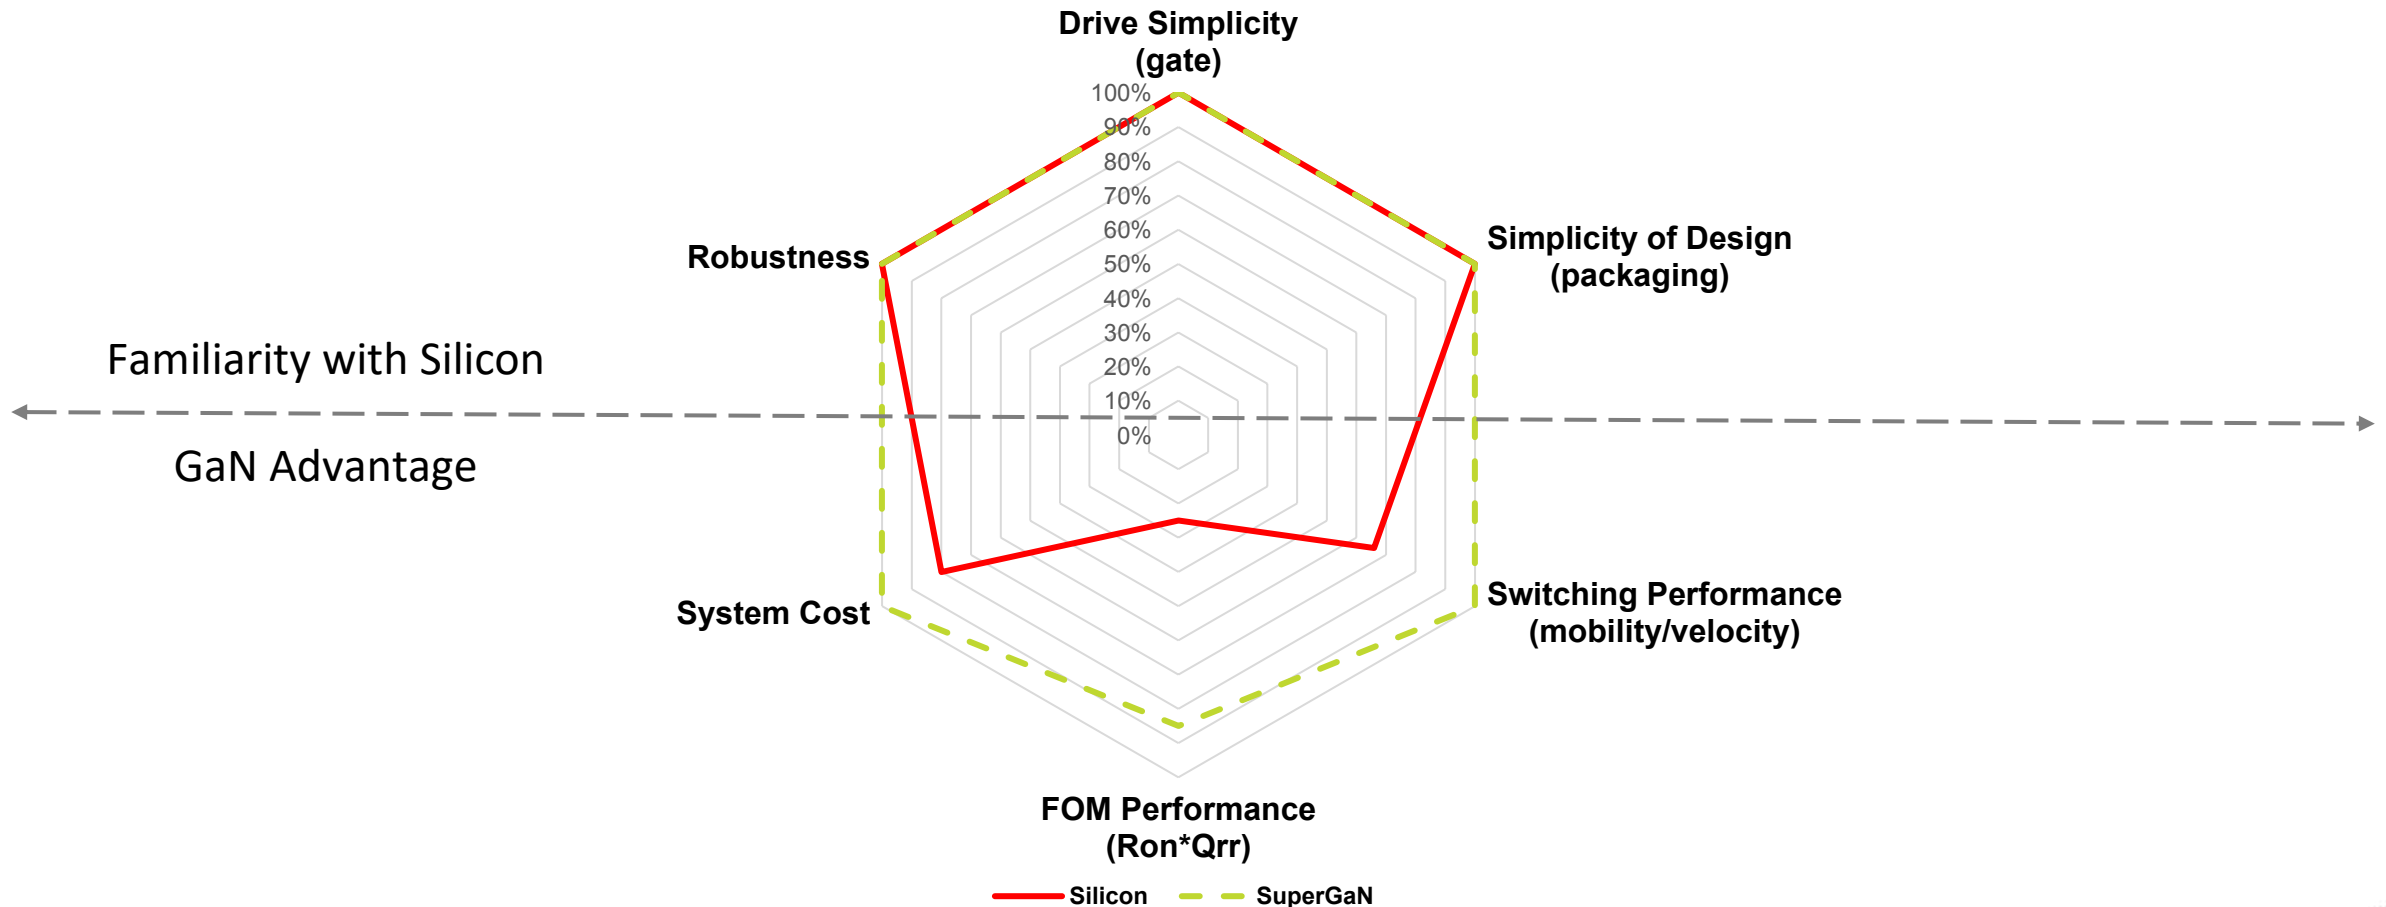 Drive Simplicity
(gate)
100%
90%
80%
70%
60%
50%
40%
30%
20%
10%
0%
Robustness
Simplicity of Design
(packaging)
Familiarity with Silicon
GaN Advantage
System Cost
Switching Performance
(mobility/velocity)
FOM Performance
(Ron*Qrr)
Silicon
SuperGaN